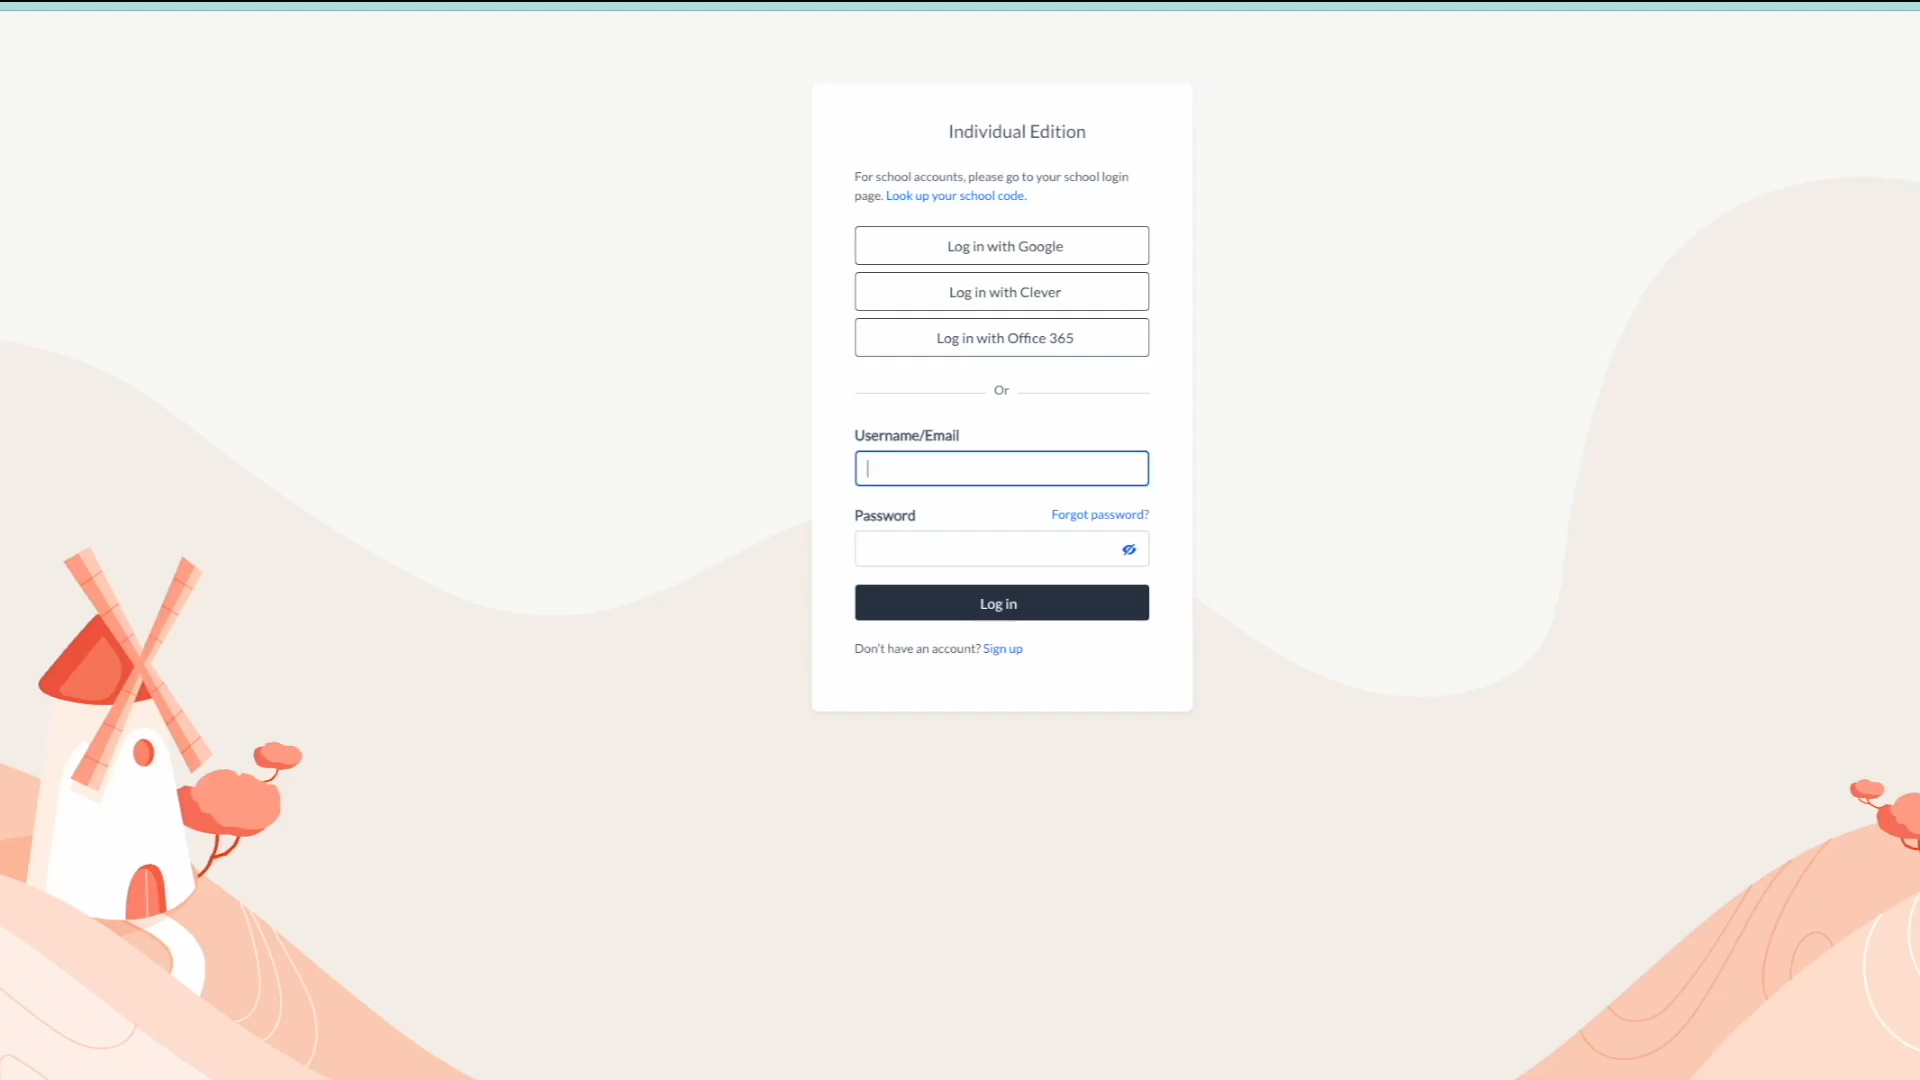 Individual Edition
For school accounts, please go to your school login
page. Look up your school code.
Log in with Google
Log in with Clever
Log in with Office 365
Or
Username/Email
Password
Forgot password?
Log in
Don't have an account? Sign up